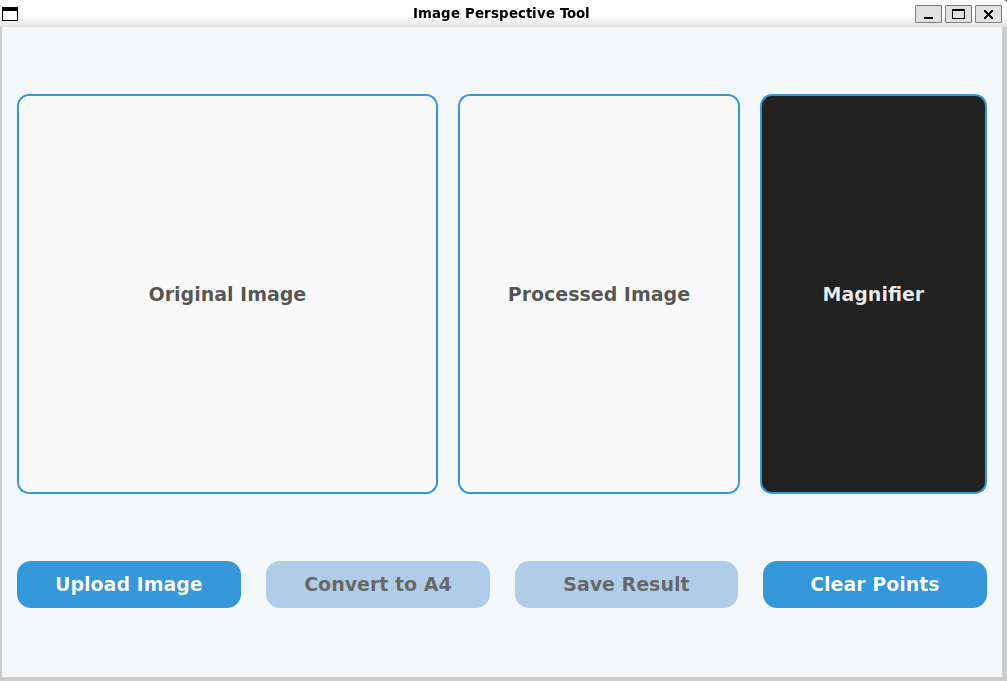 Image Perspective Tool
Original Image
Processed Image
Magnifier
Upload Image
Convert to A4
Save Result
Clear Points